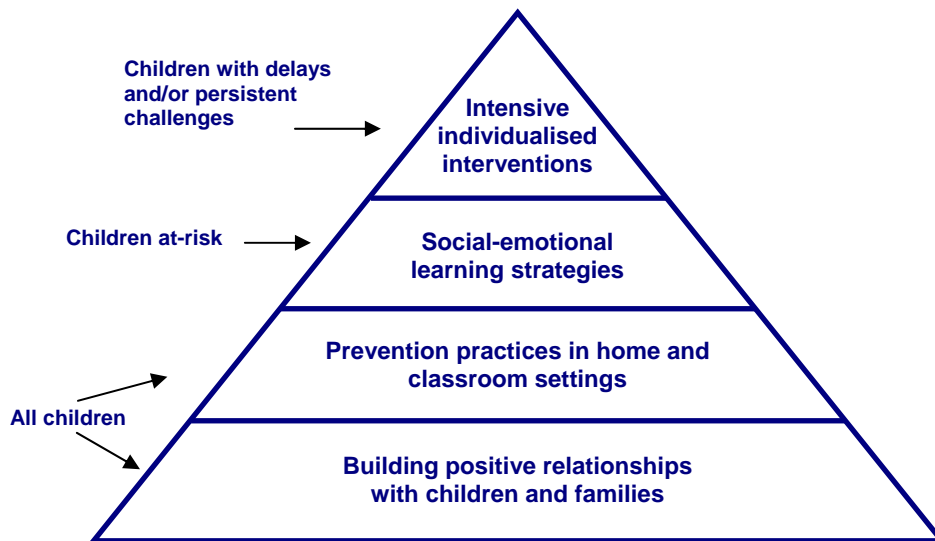 Children with delays
and/or persistent
challenges
Intensive
individualised
interventions
Children at-risk
Social-emotional
learning strategies
Prevention practices in home and
classroom settings
All children
Building positive relationships
with children and families